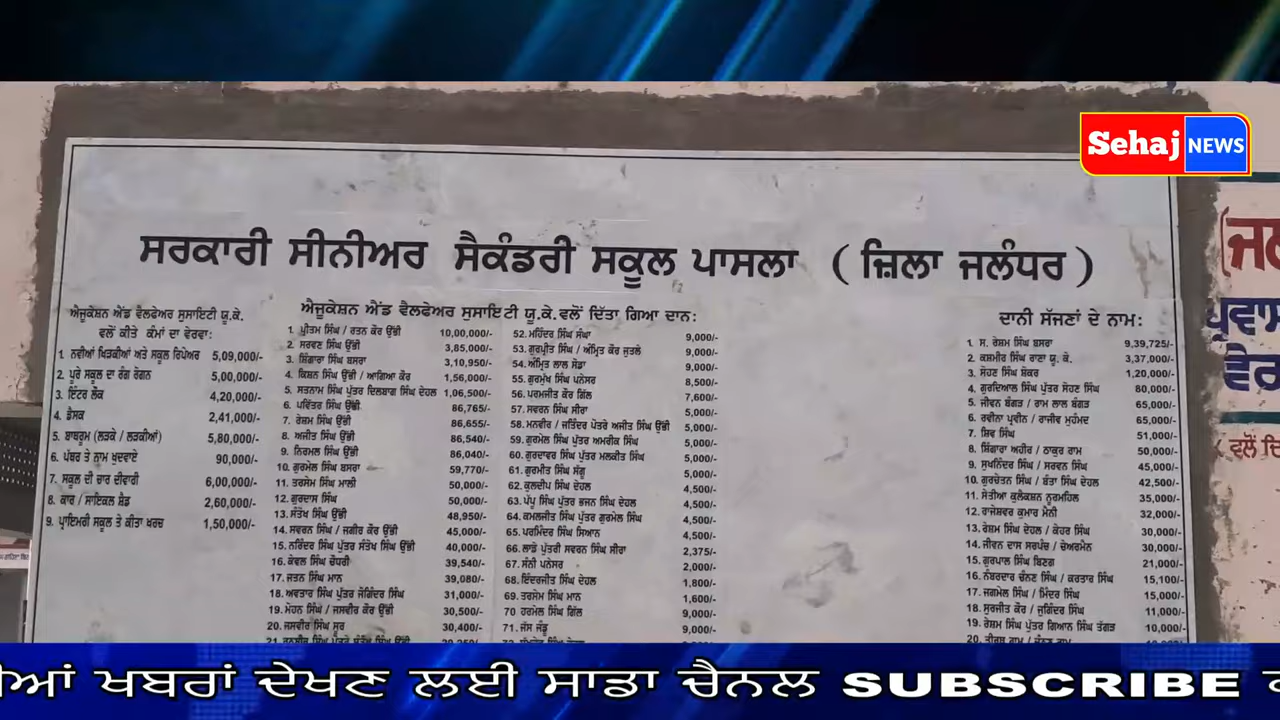 Sehaj NEWS
ਸਰਕਾਰੀ ਸੀਨੀਅਰ ਸੈਕੰਡਰੀ ਸਕੂਲ ਪਾਸਲਾ (ਜ਼ਿਲਾ ਜਲੰਧਰ)
ਐਜੂਕੇਸ਼ਨ ਐਂਡ ਵੈਲਫੇਅਰ ਸੁਸਾਇਟੀ ਯੂ.ਕੇ.
ਵਲੋਂ ਕੀਤੇ ਕੰਮਾਂ ਦਾ ਵੇਰਵਾ:
1. ਨਵੀਆਂ ਖਿੜਕੀਆਂ ਅਤੇ ਸਕੂਲ ਰਿਪੇਅਰ 5,09,000/-
2. ਪੂਰੇ ਸਕੂਲ ਦਾ ਰੰਗ ਰੋਗਨ 5,00,000/-
3. ਇੰਟਰ ਲੋਕ 4,20,000/-
4. ਡੈਸਕ 2,41,000/-
5. ਬਾਥਰੂਮ (ਲੜਕੇ / ਲੜਕੀਆਂ) 5,80,000/-
6. ਪੱਥਰ ਤੇ ਨਾਮ ਖੁਦਵਾਏ 90,000/-
7. ਸਕੂਲ ਦੀ ਚਾਰ ਦੀਵਾਰੀ 6,00,000/-
8. ਕਾਰ / ਸਾਇਕਲ ਸ਼ੈਡ 2,60,000/-
9. ਪ੍ਰਾਇਮਰੀ ਸਕੂਲ ਤੇ ਕੀਤਾ ਖਰਚ 1,50,000/-
ਐਜੂਕੇਸ਼ਨ ਐਂਡ ਵੈਲਫੇਅਰ ਸੁਸਾਇਟੀ ਯੂ.ਕੇ. ਵਲੋਂ ਦਿੱਤਾ ਗਿਆ ਦਾਨ:
1. ਪ੍ਰੀਤਮ ਸਿੰਘ / ਰਤਨ ਕੌਰ ਉੱਭੀ 10,00,000/-
2. ਸਰਵਣ ਸਿੰਘ ਉੱਭੀ 3,85,000/-
3. ਸ਼ਿੰਗਾਰਾ ਸਿੰਘ ਬਸਰਾ 3,10,950/-
4. ਕਿਸ਼ਨ ਸਿੰਘ ਉੱਭੀ / ਆਗਿਆ ਕੌਰ 1,56,000/-
5. ਸਤਨਾਮ ਸਿੰਘ ਪੁੱਤਰ ਦਿਲਬਾਗ ਸਿੰਘ ਦੇਹਲ 1,06,500/-
6. ਪਵਿੱਤਰ ਸਿੰਘ ਉੱਭੀ 86,765/-
7. ਰੇਸ਼ਮ ਸਿੰਘ ਉੱਭੀ 86,655/-
8. ਅਜੀਤ ਸਿੰਘ ਉੱਭੀ 86,540/-
9. ਨਿਰਮਲ ਸਿੰਘ ਉੱਭੀ 86,040/-
10. ਗੁਰਮੇਲ ਸਿੰਘ ਬਸਰਾ 59,770/-
11. ਤਰਸੇਮ ਸਿੰਘ ਮਾਲੀ 50,000/-
12. ਗੁਰਦਾਸ ਸਿੰਘ 50,000/-
13. ਸੰਤੋਖ ਸਿੰਘ ਉੱਭੀ 48,950/-
14. ਸਵਰਨ ਸਿੰਘ / ਜਗੀਰ ਕੌਰ ਉੱਭੀ 45,000/-
15. ਨਰਿੰਦਰ ਸਿੰਘ ਪੁੱਤਰ ਸੰਤੋਖ ਸਿੰਘ ਉੱਭੀ 40,000/-
16. ਕੇਵਲ ਸਿੰਘ ਚੌਧਰੀ 39,540/-
17. ਜਤਨ ਸਿੰਘ ਮਾਨ 39,080/-
18. ਅਵਤਾਰ ਸਿੰਘ ਪੁੱਤਰ ਜੋਗਿੰਦਰ ਸਿੰਘ 31,000/-
19. ਮੋਹਨ ਸਿੰਘ / ਜਸਵੀਰ ਕੌਰ ਉੱਭੀ 30,500/-
20. ਜਸਵੀਰ ਸਿੰਘ ਸੂਰ 30,400/-
52. ਮਹਿੰਦਰ ਸਿੰਘ ਸੰਘਾ 9,000/-
53. ਗੁਰਪ੍ਰੀਤ ਸਿੰਘ / ਅੰਮ੍ਰਿਤ ਕੌਰ ਜੁਤਲੇ 9,000/-
54. ਅੰਮ੍ਰਿਤ ਲਾਲ ਸੋਡਾ 9,000/-
55. ਗੁਰਮੁੱਖ ਸਿੰਘ ਪਨੇਸਰ 8,500/-
56. ਪਰਮਜੀਤ ਕੌਰ ਗਿੱਲ 7,600/-
57. ਸਵਰਨ ਸਿੰਘ ਸੀਰਾ 5,000/-
58. ਮਨਵੀਰ / ਜਤਿੰਦਰ ਪੋਤਰੇ ਅਜੀਤ ਸਿੰਘ ਉੱਭੀ 5,000/-
59. ਗੁਰਮੇਲ ਸਿੰਘ ਪੁੱਤਰ ਅਮਰੀਕ ਸਿੰਘ 5,000/-
60. ਗੁਰਦਾਵਰ ਸਿੰਘ ਪੁੱਤਰ ਮਲਕੀਤ ਸਿੰਘ 5,000/-
61. ਗੁਰਮੀਤ ਸਿੰਘ ਸੱਗੂ 5,000/-
62. ਕੁਲਦੀਪ ਸਿੰਘ ਦੇਹਲ 4,500/-
63. ਪੱਪੂ ਸਿੰਘ ਪੁੱਤਰ ਭਜਨ ਸਿੰਘ ਦੇਹਲ 4,500/-
64. ਕਮਲਜੀਤ ਸਿੰਘ ਪੁੱਤਰ ਗੁਰਮੇਲ ਸਿੰਘ 4,500/-
65. ਪਰਮਿੰਦਰ ਸਿੰਘ ਸਿਆਨ 4,500/-
66. ਲਾਡੋ ਪੁੱਤਰੀ ਸਵਰਨ ਸਿੰਘ ਸੀਰਾ 2,375/-
67. ਸੰਨੀ ਪਨੇਸਰ 2,000/-
68. ਇੰਦਰਜੀਤ ਸਿੰਘ ਦੇਹਲ 1,800/-
69. ਤਰਸੇਮ ਸਿੰਘ ਮਾਨ 1,600/-
70 ਹਰਮੇਲ ਸਿੰਘ ਗਿੱਲ 9,000/-
71. ਜੱਸ ਜੰਡੂ 9,000/-
ਦਾਨੀ ਸੱਜਣਾਂ ਦੇ ਨਾਮ:
1. ਸ. ਰੇਸ਼ਮ ਸਿੰਘ ਬਸਰਾ 9,39,725/-
2. ਕਸ਼ਮੀਰ ਸਿੰਘ ਰਾਣਾ ਯੂ. ਕੇ. 3,37,000/-
3. ਸੋਹਣ ਸਿੰਘ ਸ਼ੋਕਰ 1,20,000/-
4. ਗੁਰਦਿਆਲ ਸਿੰਘ ਪੁੱਤਰ ਸੋਹਣ ਸਿੰਘ 80,000/-
5. ਜੀਵਨ ਬੰਗੜ / ਰਾਮ ਲਾਲ ਬੰਗੜ 65,000/-
6. ਰਵੀਨਾ ਪ੍ਰਵੀਨ / ਰਾਜੀਵ ਮੁਹੰਮਦ 65,000/-
7. ਸ਼ਿਵ ਸਿੰਘ 51,000/-
8. ਸ਼ਿੰਗਾਰਾ ਅਹੀਰ / ਠਾਕੁਰ ਰਾਮ 50,000/-
9. ਸੁਖਨਿੰਦਰ ਸਿੰਘ / ਸਰਵਣ ਸਿੰਘ 45,000/-
10. ਗੁਰਚੇਤਨ ਸਿੰਘ / ਬੰਤਾ ਸਿੰਘ ਦੇਹਲ 42,500/-
11. ਸੇਤੀਆ ਕੁਲੈਕਸ਼ਨ ਨੂਰਮਹਿਲ 35,000/-
12. ਰਾਜੇਸ਼ਵਰ ਕੁਮਾਰ ਮੈਨੀ 32,000/-
13. ਰੇਸ਼ਮ ਸਿੰਘ ਦੇਹਲ / ਕੇਹਰ ਸਿੰਘ 30,000/-
14. ਜੀਵਨ ਦਾਸ ਸਰਪੰਚ / ਚੇਅਰਮੈਨ 30,000/-
15. ਗੁਰਪਾਲ ਸਿੰਘ ਬਿਣਗ 21,000/-
16. ਨੰਬਰਦਾਰ ਚੰਨਣ ਸਿੰਘ / ਕਰਤਾਰ ਸਿੰਘ 15,100/-
17. ਜਗਮੇਲ ਸਿੰਘ / ਮਿੰਦਰ ਸਿੰਘ 15,000/-
18. ਸੁਰਜੀਤ ਕੌਰ / ਜੁਗਿੰਦਰ ਸਿੰਘ 11,000/-
19. ਰੇਸ਼ਮ ਸਿੰਘ ਪੁੱਤਰ ਗਿਆਨ ਸਿੰਘ ਤੱਗੜ 10,000/-
ਖਬਰਾਂ ਦੇਖਣ ਲਈ ਸਾਡਾ ਚੈਨਲ SUBSCRIBE